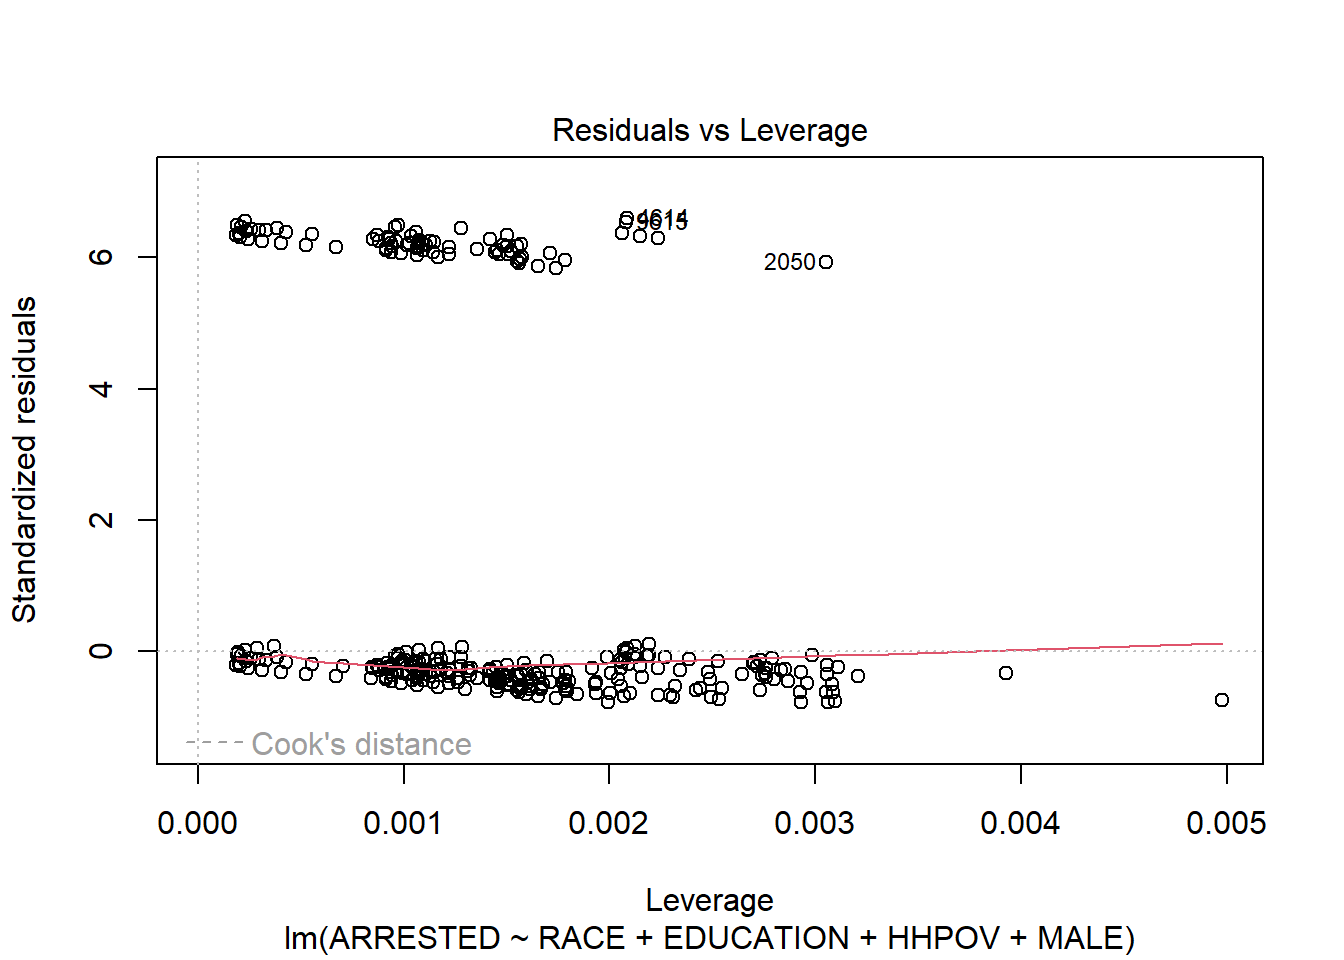 Residuals vs Leverage
Standardized residuals
6
4
2
0
4614
2050
Cook's distance
0.000 0.001 0.002 0.003 0.004 0.005
Leverage
lm(ARRESTED ~ RACE + EDUCATION + HHPOV + MALE)